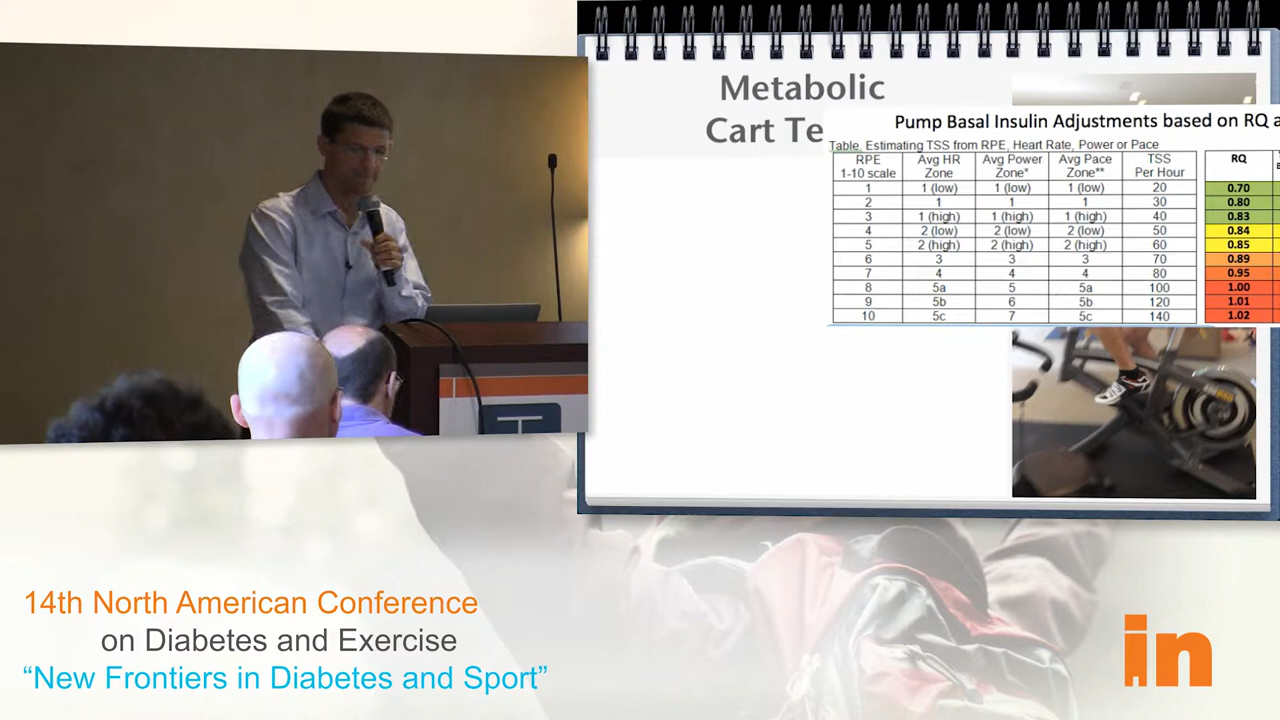 Metabolic
Cart Te
Pump Basal Insulin Adjustments based on RQ a
Table. Estimating TSS from RPE, Heart Rate, Power or Pace
RPE Avg HR Avg Power Avg Pace TSS RQ
1-10 scale Zone Zone* Zone** Per Hour
1 1 (low) 1 (low) 1 (low) 20 0.70
2 1 1 1 30 0.80
3 1 (high) 1 (high) 1 (high) 40 0.83
4 2 (low) 2 (low) 2 (low) 50 0.84
5 2 (high) 2 (high) 2 (high) 60 0.85
6 3 3 3 70 0.89
7 4 4 4 80 0.95
8 5a 5 5a 100 1.00
9 5b 6 5b 120 1.01
10 5c 7 5c 140 1.02
14th North American Conference
on Diabetes and Exercise
“New Frontiers in Diabetes and Sport”
in